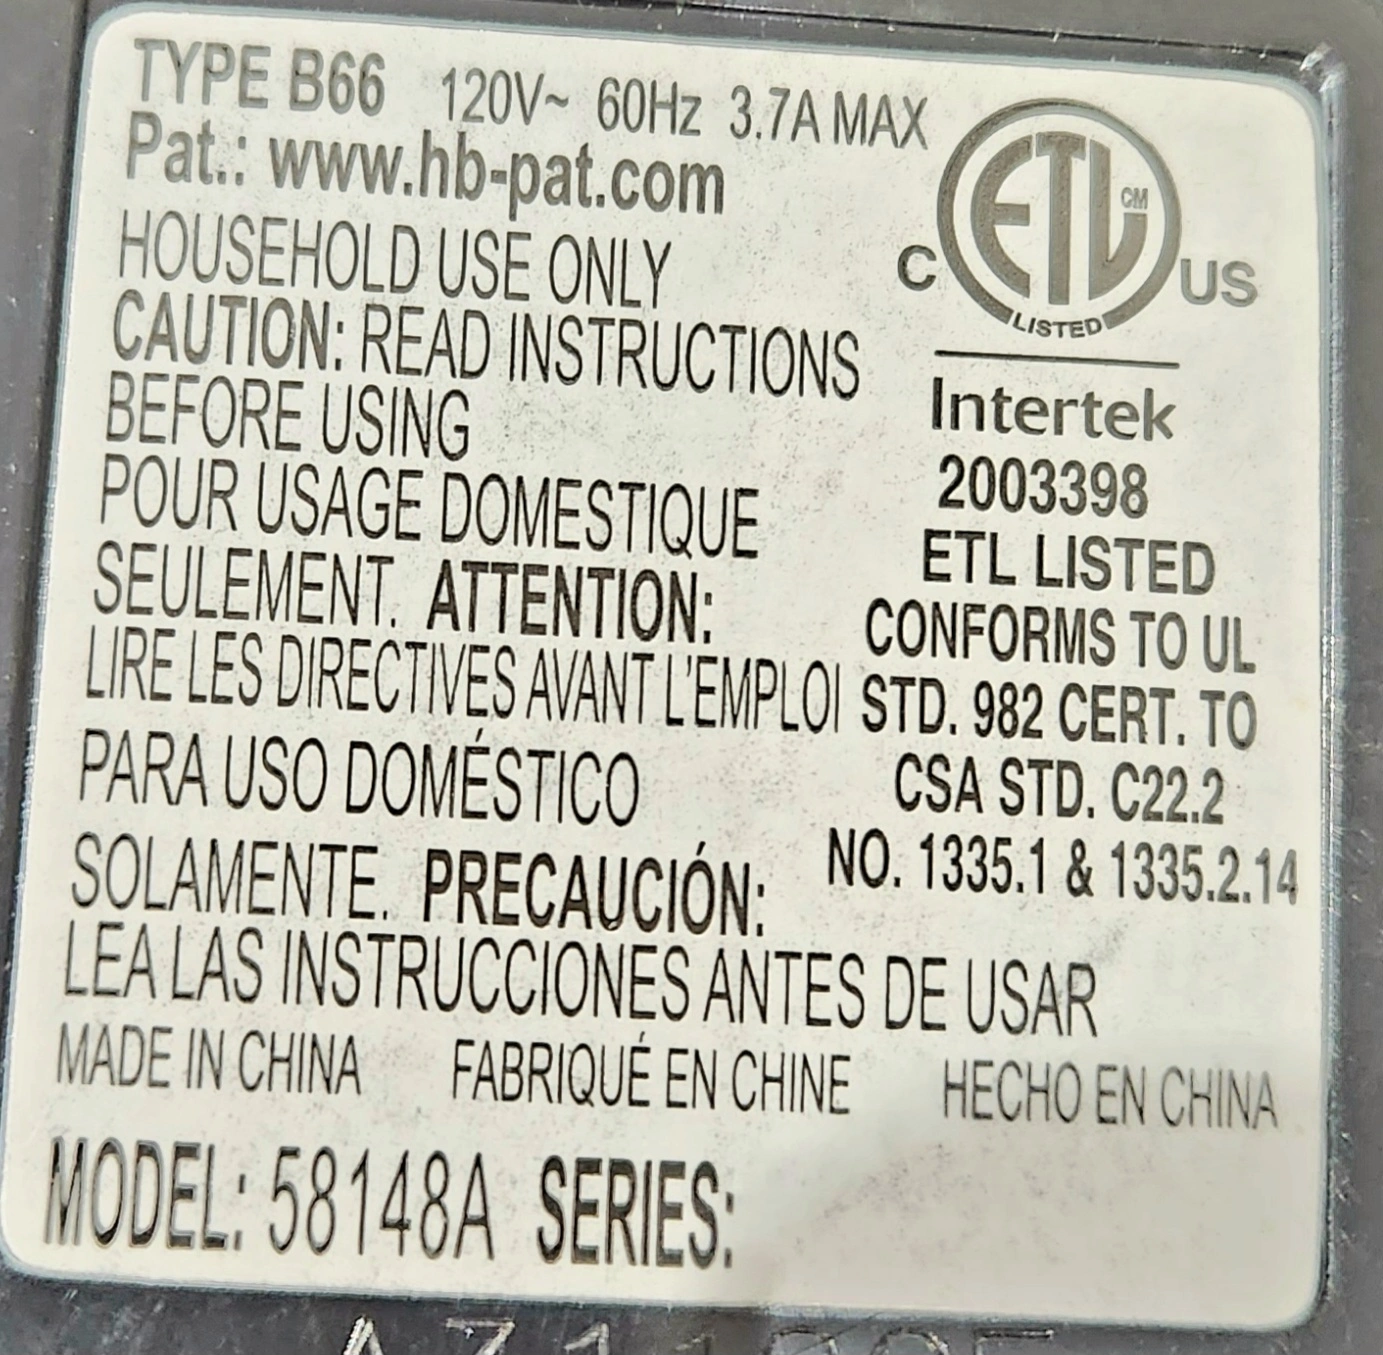 TYPE B66 120V~ 60Hz 3.7A MAX
Pat.: www.hb-pat.com
HOUSEHOLD USE ONLY
CAUTION: READ INSTRUCTIONS
BEFORE USING
POUR USAGE DOMESTIQUE
SEULEMENT. ATTENTION:
LIRE LES DIRECTIVES AVANT L'EMPLOI
PARA USO DOMÉSTICO
SOLAMENTE. PRECAUCIÓN:
LEA LAS INSTRUCCIONES ANTES DE USAR
C ETL CM US
LISTED
Intertek
2003398
ETL LISTED
CONFORMS TO UL
STD. 982 CERT. TO
CSA STD. C22.2
NO. 1335.1 & 1335.2.14
MADE IN CHINA FABRIQUÉ EN CHINE HECHO EN CHINA
MODEL: 58148A SERIES: